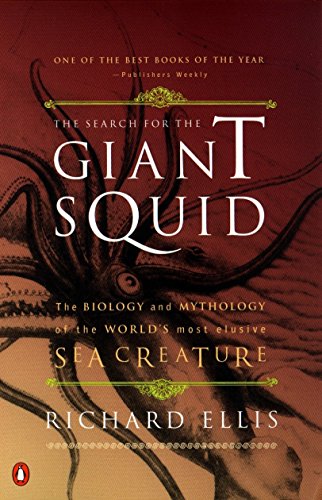 ONE OF THE BEST BOOKS OF THE YEAR
—Publishers Weekly
THE SEARCH FOR THE
GIANT
SQUID
The BIOLOGY and MYTHOLOGY
of the WORLD'S most elusive
SEA CREATURE
RICHARD ELLIS